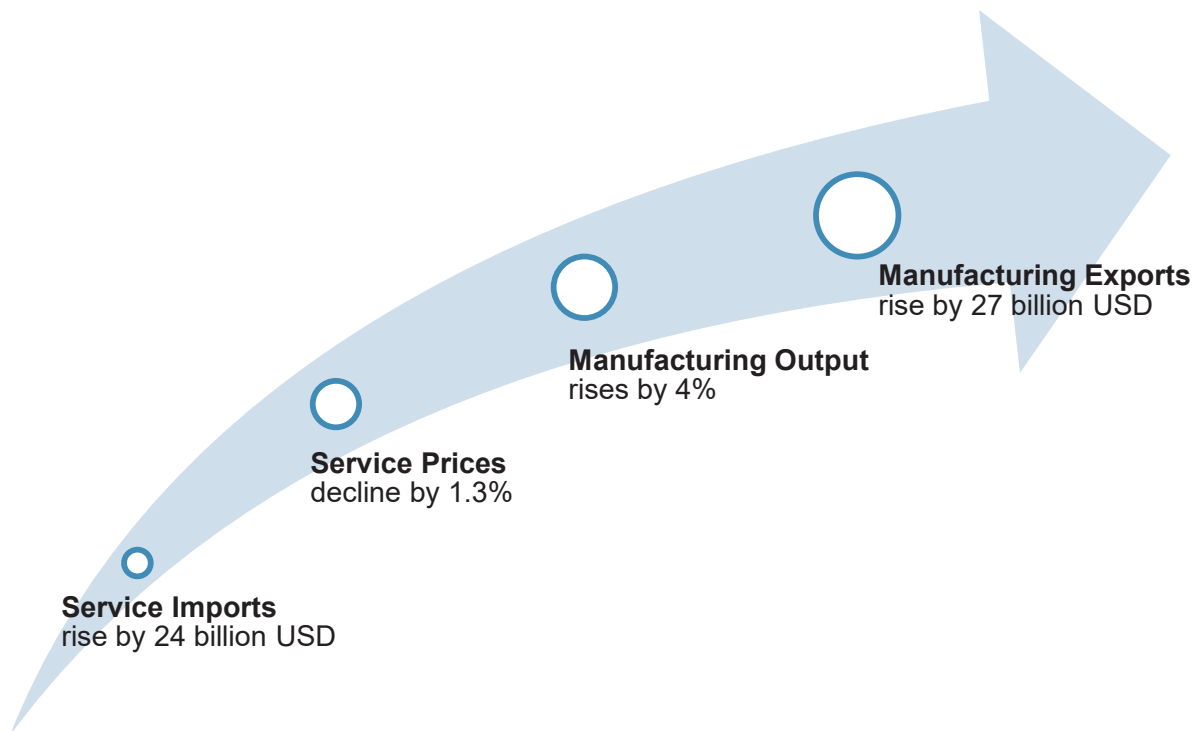 Manufacturing Exports
rise by 27 billion USD
Manufacturing Output
rises by 4%
Service Prices
decline by 1.3%
Service Imports
rise by 24 billion USD